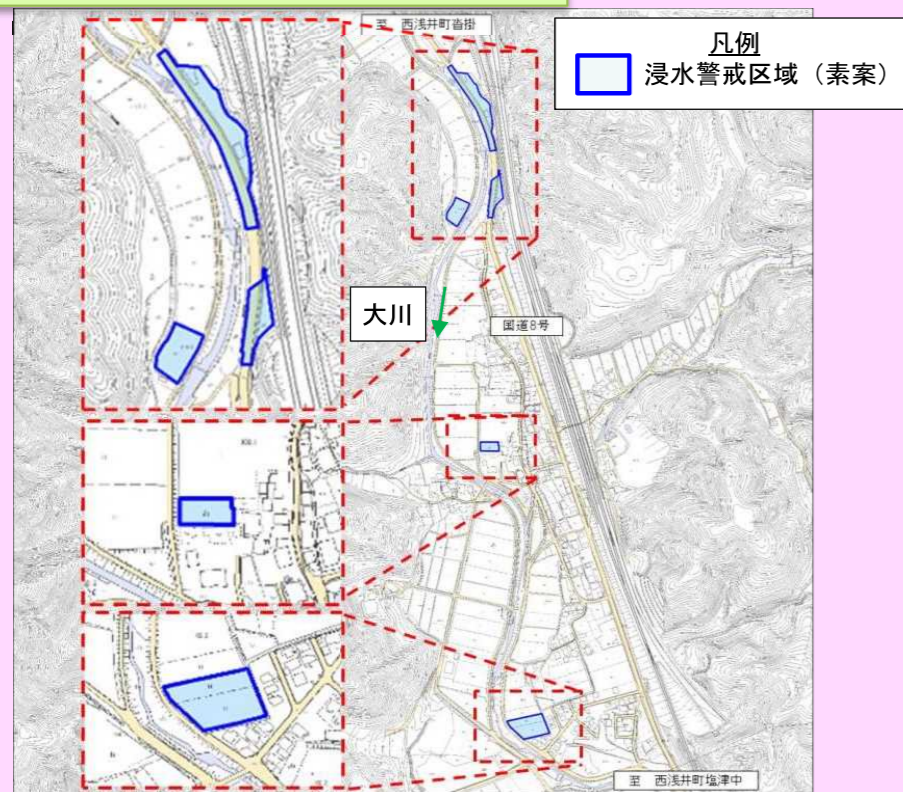 至 西浅井町沓掛
凡例
浸水警戒区域（素案）
大川
国道8号
至 西浅井町塩津中